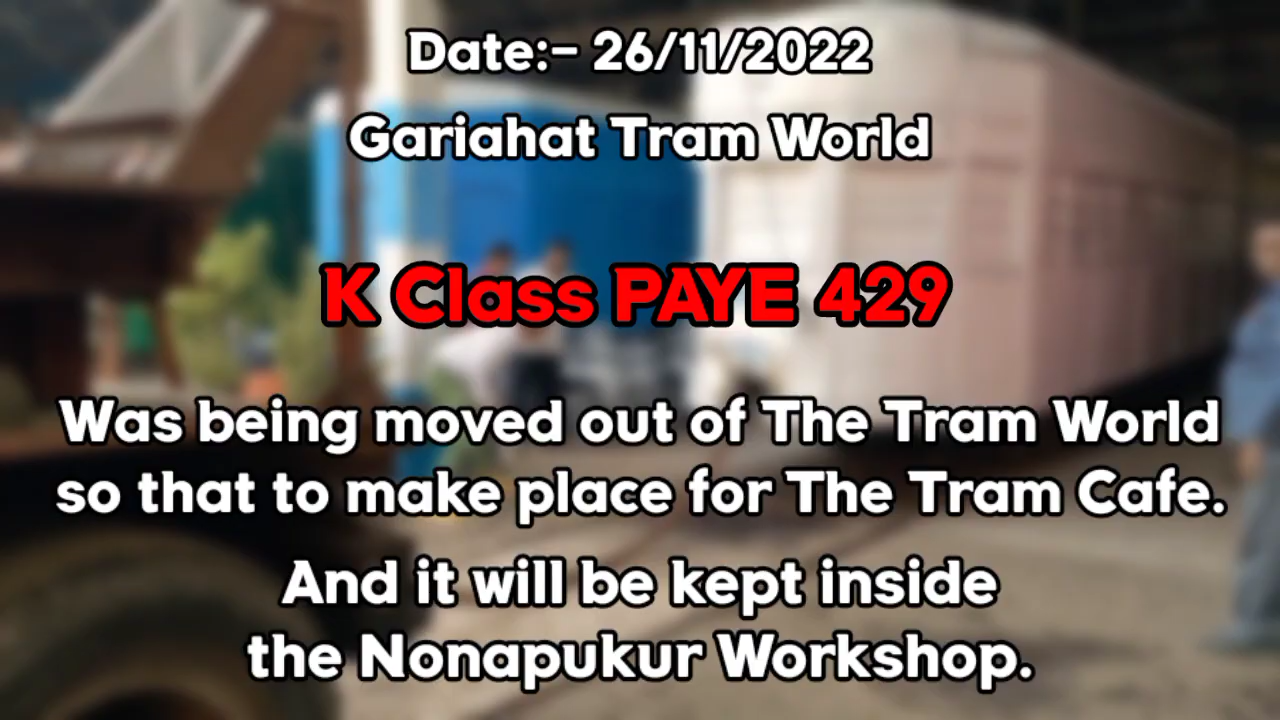 Date:- 26/11/2022
Gariahat Tram World
K Class PAYE 429
Was being moved out of The Tram World
so that to make place for The Tram Cafe.
And it will be kept inside
the Nonapukur Workshop.